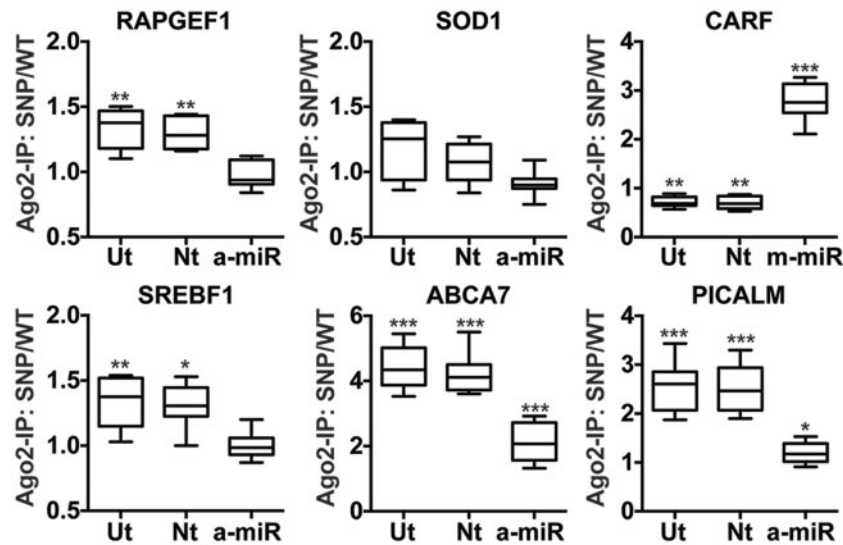 RAPGEF1
Ago2-IP: SNP/WT
2.0
1.5
1.0
0.5
** **
Ut Nt a-miR
SOD1
Ago2-IP: SNP/WT
2.0
1.5
1.0
0.5
Ut Nt a-miR
CARF
Ago2-IP: SNP/WT
4
3
2
1
0
** ** ***
Ut Nt m-miR
SREBF1
Ago2-IP: SNP/WT
2.0
1.5
1.0
0.5
** *
Ut Nt a-miR
ABCA7
Ago2-IP: SNP/WT
6
4
2
0
*** *** ***
Ut Nt a-miR
PICALM
Ago2-IP: SNP/WT
4
3
2
1
0
*** *** *
Ut Nt a-miR